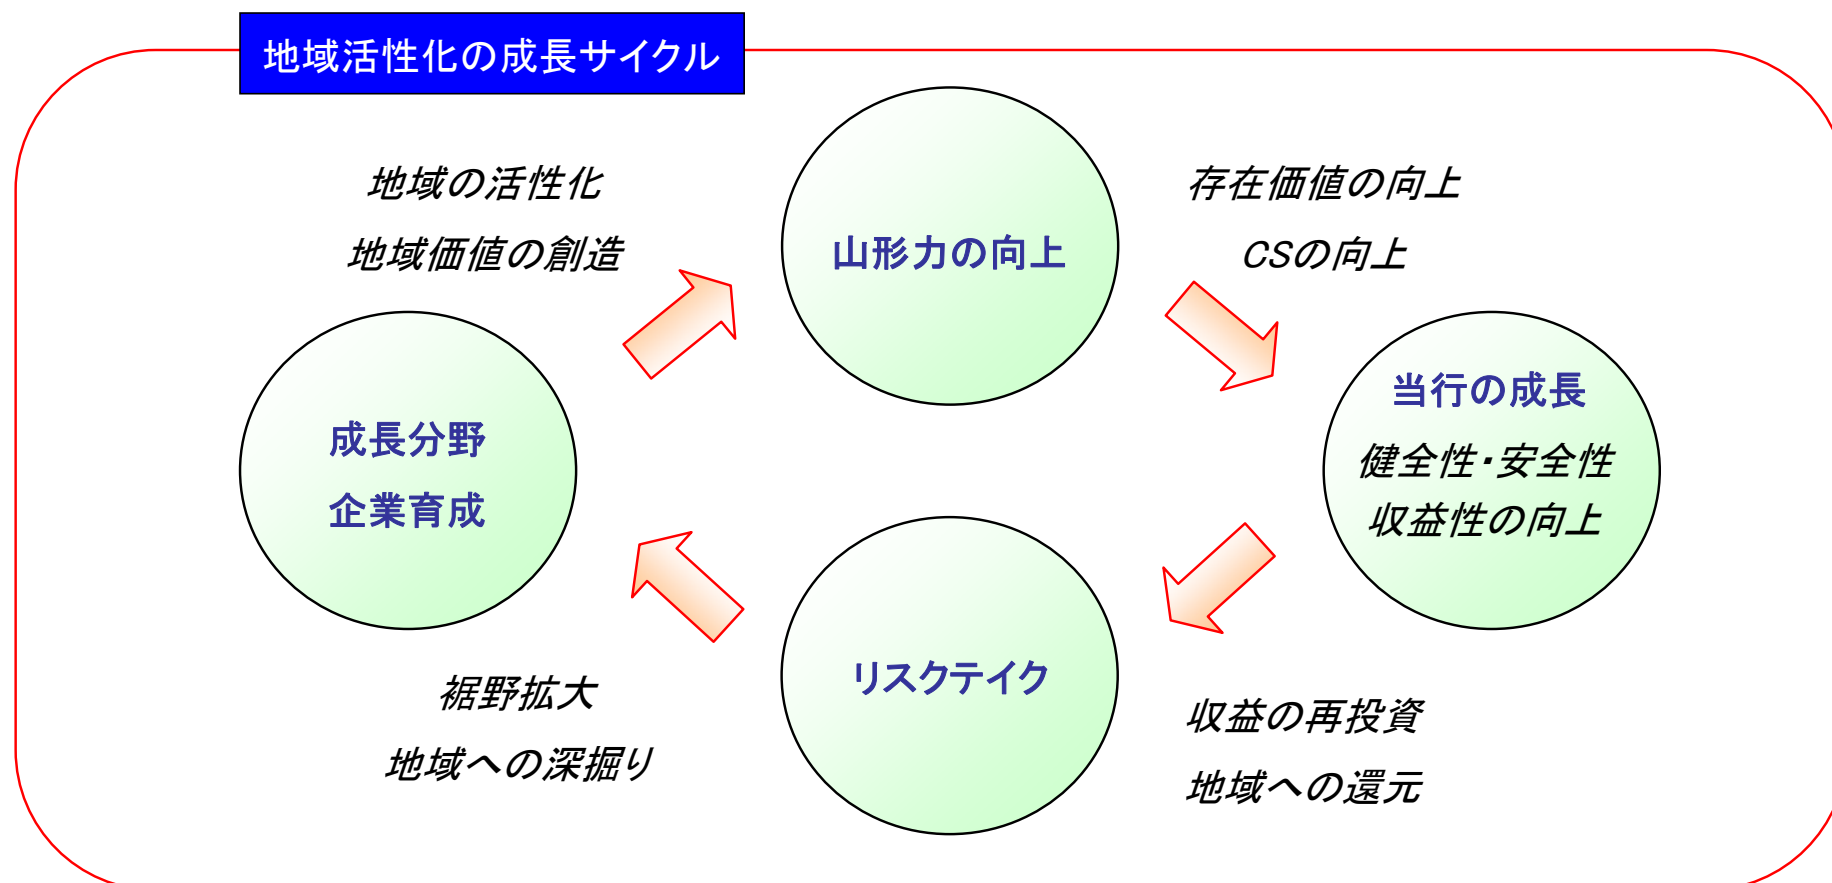 地域活性化の成長サイクル
地域の活性化
地域価値の創造
山形力の向上
存在価値の向上
CSの向上
成長分野
企業育成
当行の成長
健全性・安全性
収益性の向上
リスクテイク
裾野拡大
地域への深掘り
収益の再投資
地域への還元